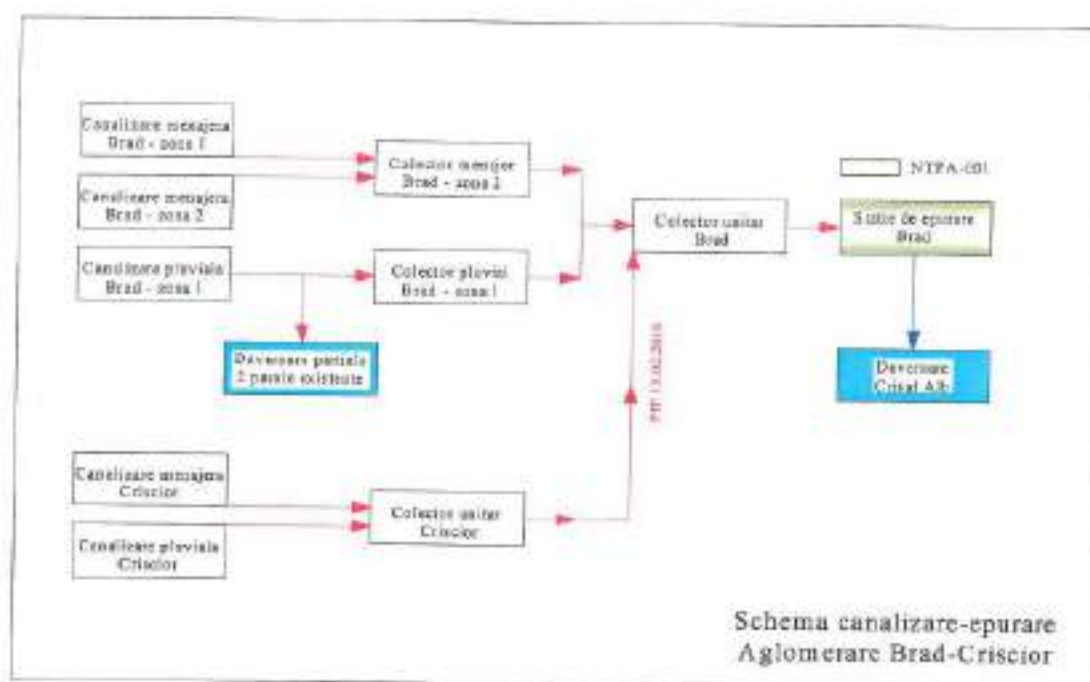 Canalizare menajera
Brad - zona 1
Canalizare menajera
Brad - zona 2
Canalizare pluviala
Brad - zona 1
Colector menajer
Brad - zona 2
Colector pluvial
Brad - zona 1
Deversare partiala
2 paraie existente
Colector unitar
Brad
NTPA-001
Statie de epurare
Brad
Deversare
Crisul Alb
PIF
Canalizare menajera
Criscior
Canalizare pluviala
Criscior
Colector unitar
Criscior
Schema canalizare-epurare
Aglomerare Brad-Criscior